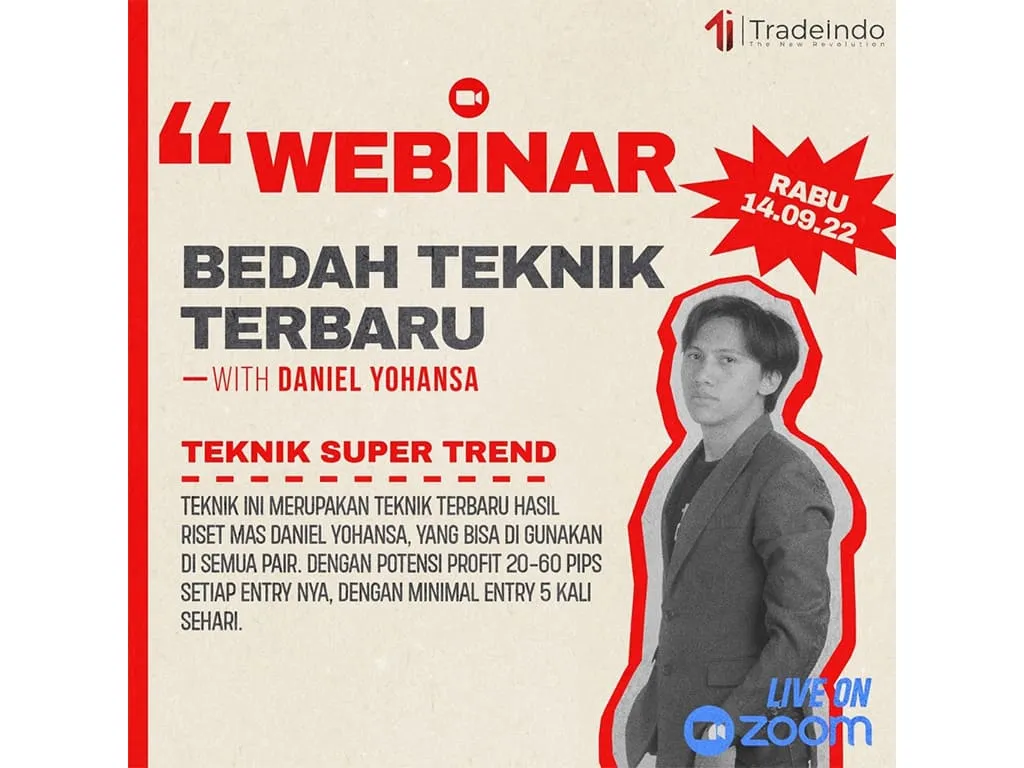 Ti | TradeIndo
The New Revolution
“ WEBINAR
RABU
14.09.22
BEDAH TEKNIK
TERBARU
—WITH DANIEL YOHANSA
TEKNIK SUPER TREND
TEKNIK INI MERUPAKAN TEKNIK TERBARU HASIL
RISET MAS DANIEL YOHANSA, YANG BISA DI GUNAKAN
DI SEMUA PAIR. DENGAN POTENSI PROFIT 20-60 PIPS
SETIAP ENTRY NYA, DENGAN MINIMAL ENTRY 5 KALI
SEHARI.
LIVE ON
zoom